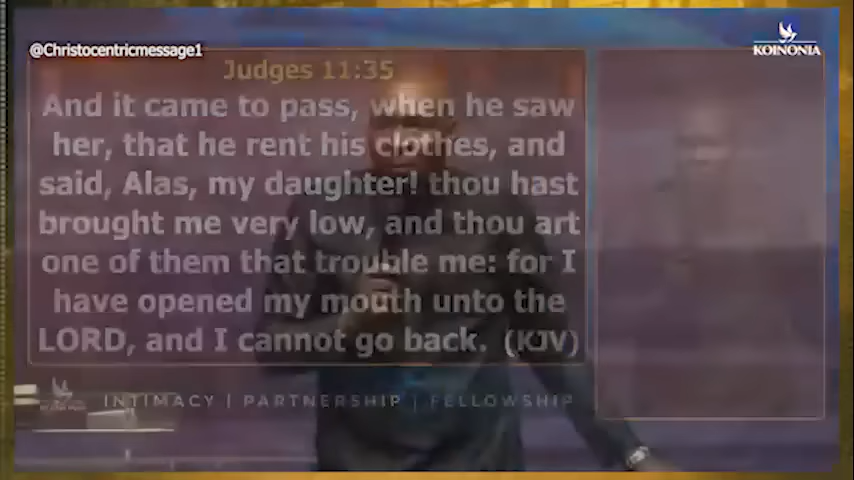 @Christocentricmessage1
KOINONIA
Judges 11:35
And it came to pass, when he saw
her, that he rent his clothes, and
said, Alas, my daughter! thou hast
brought me very low, and thou art
one of them that trouble me: for I
have opened my mouth unto the
LORD, and I cannot go back. (KJV)
INTIMACY | PARTNERSHIP | FELLOWSHIP